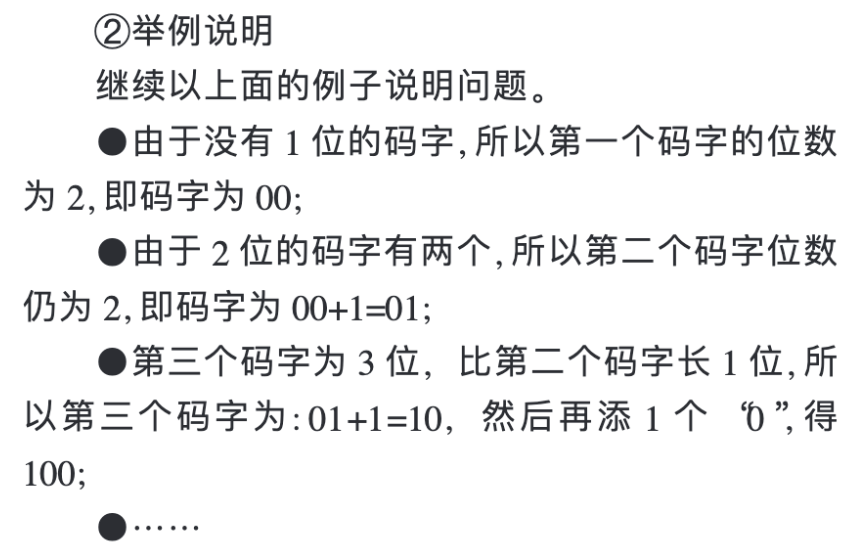 ②举例说明
继续以上面的例子说明问题。
●由于没有 1 位的码字,所以第一个码字的位数
为 2,即码字为 00;
●由于 2 位的码字有两个,所以第二个码字位数
仍为 2,即码字为 00+1=01;
●第三个码字为 3 位，比第二个码字长 1 位,所
以第三个码字为:01+1=10，然后再添 1 个 “0”,得
100;
●……